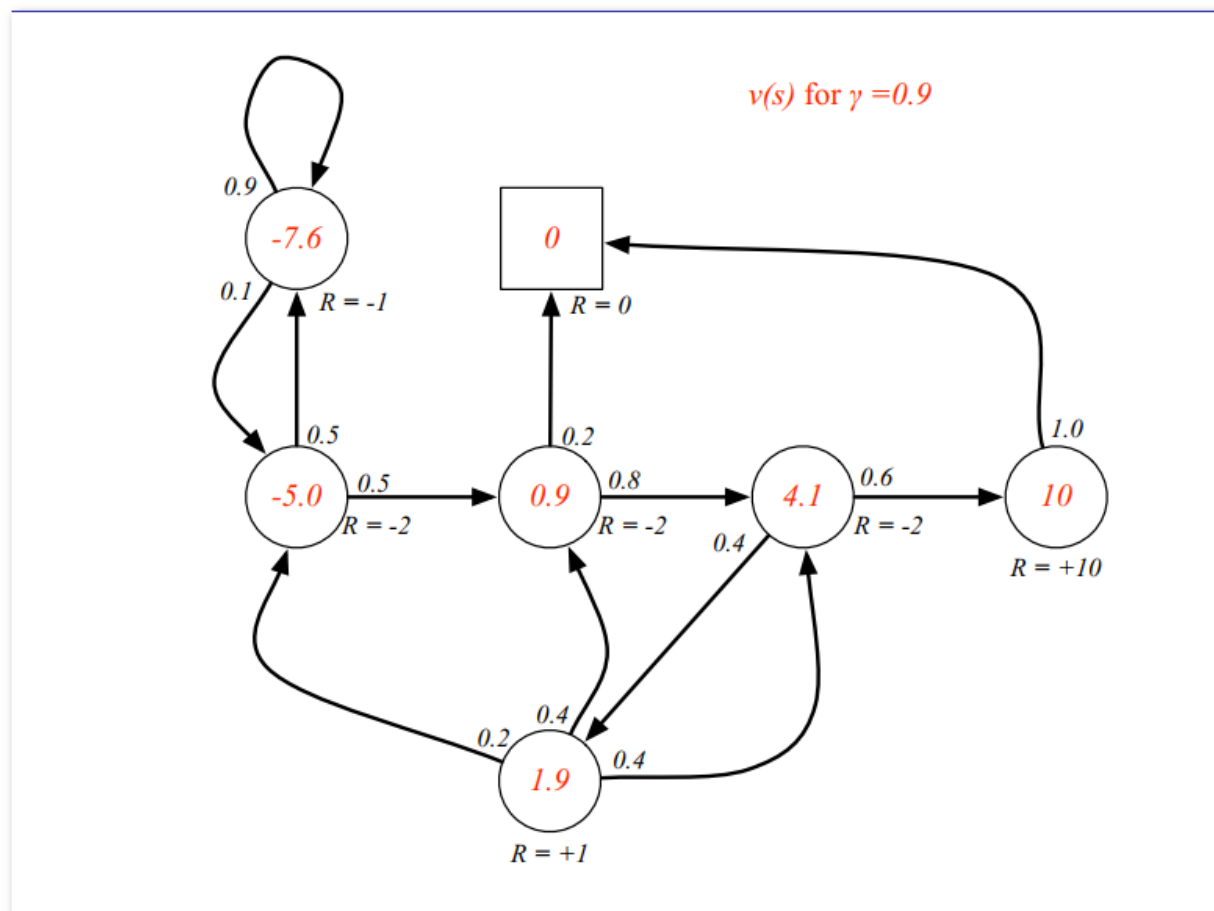 v(s) for γ =0.9
0.9
-7.6
0
0.1
R = -1
R = 0
0.5
0.2
1.0
-5.0
0.5
0.9
0.8
4.1
0.6
10
R = -2
R = -2
R = -2
0.4
R = +10
0.4
0.2
0.4
1.9
R = +1